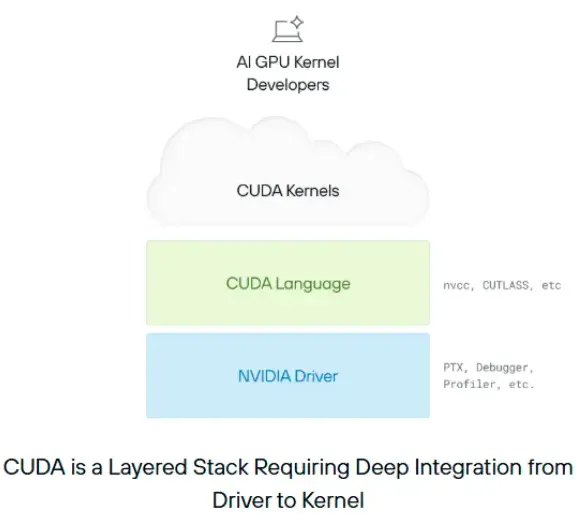 AI GPU Kernel
Developers
CUDA Kernels
CUDA Language
nvcc, CUTLASS, etc
NVIDIA Driver
PTX, Debugger,
Profiler, etc.
CUDA is a Layered Stack Requiring Deep Integration from
Driver to Kernel